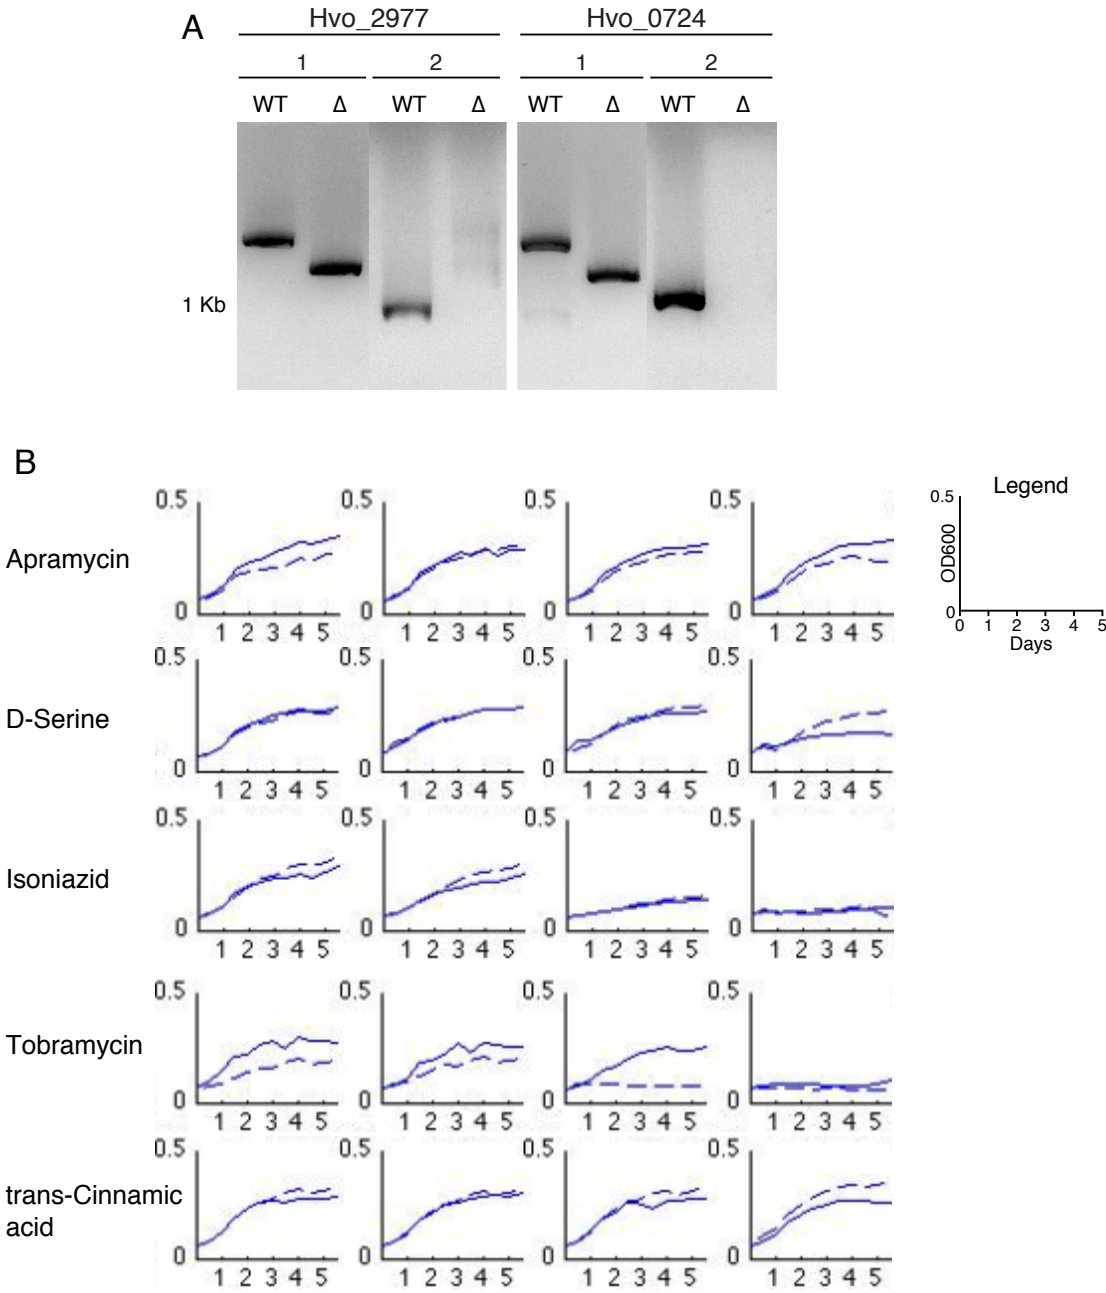 A
Hvo_2977 Hvo_0724
1 2 1 2
WT Δ WT Δ WT Δ WT Δ
1 Kb
B
Legend
0.5
OD600
0
0 1 2 3 4 5
Days
Apramycin
0.5 0.5 0.5 0.5
0 0 0 0
1 2 3 4 5 1 2 3 4 5 1 2 3 4 5 1 2 3 4 5
D-Serine
0.5 0.5 0.5 0.5
0 0 0 0
1 2 3 4 5 1 2 3 4 5 1 2 3 4 5 1 2 3 4 5
Isoniazid
0.5 0.5 0.5 0.5
0 0 0 0
1 2 3 4 5 1 2 3 4 5 1 2 3 4 5 1 2 3 4 5
Tobramycin
0.5 0.5 0.5 0.5
0 0 0 0
1 2 3 4 5 1 2 3 4 5 1 2 3 4 5 1 2 3 4 5
trans-Cinnamic
acid
0.5 0.5 0.5 0.5
0 0 0 0
1 2 3 4 5 1 2 3 4 5 1 2 3 4 5 1 2 3 4 5